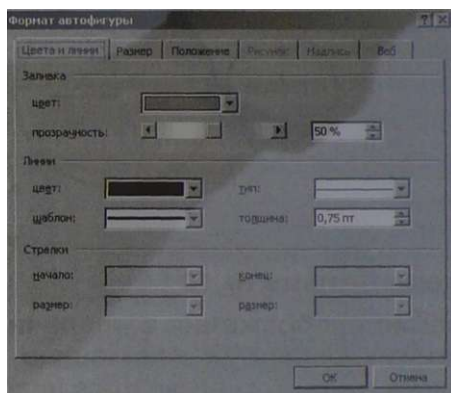 Формат автофигуры
Цвета и линии Размер Положение Рисунок Надпись Веб
Заливка
цвет:
прозрачность: 50 %
Линии
цвет: тип:
шаблон: толщина: 0,75 пт
Стрелки
начало: конец:
размер: размер:
ОК Отмена